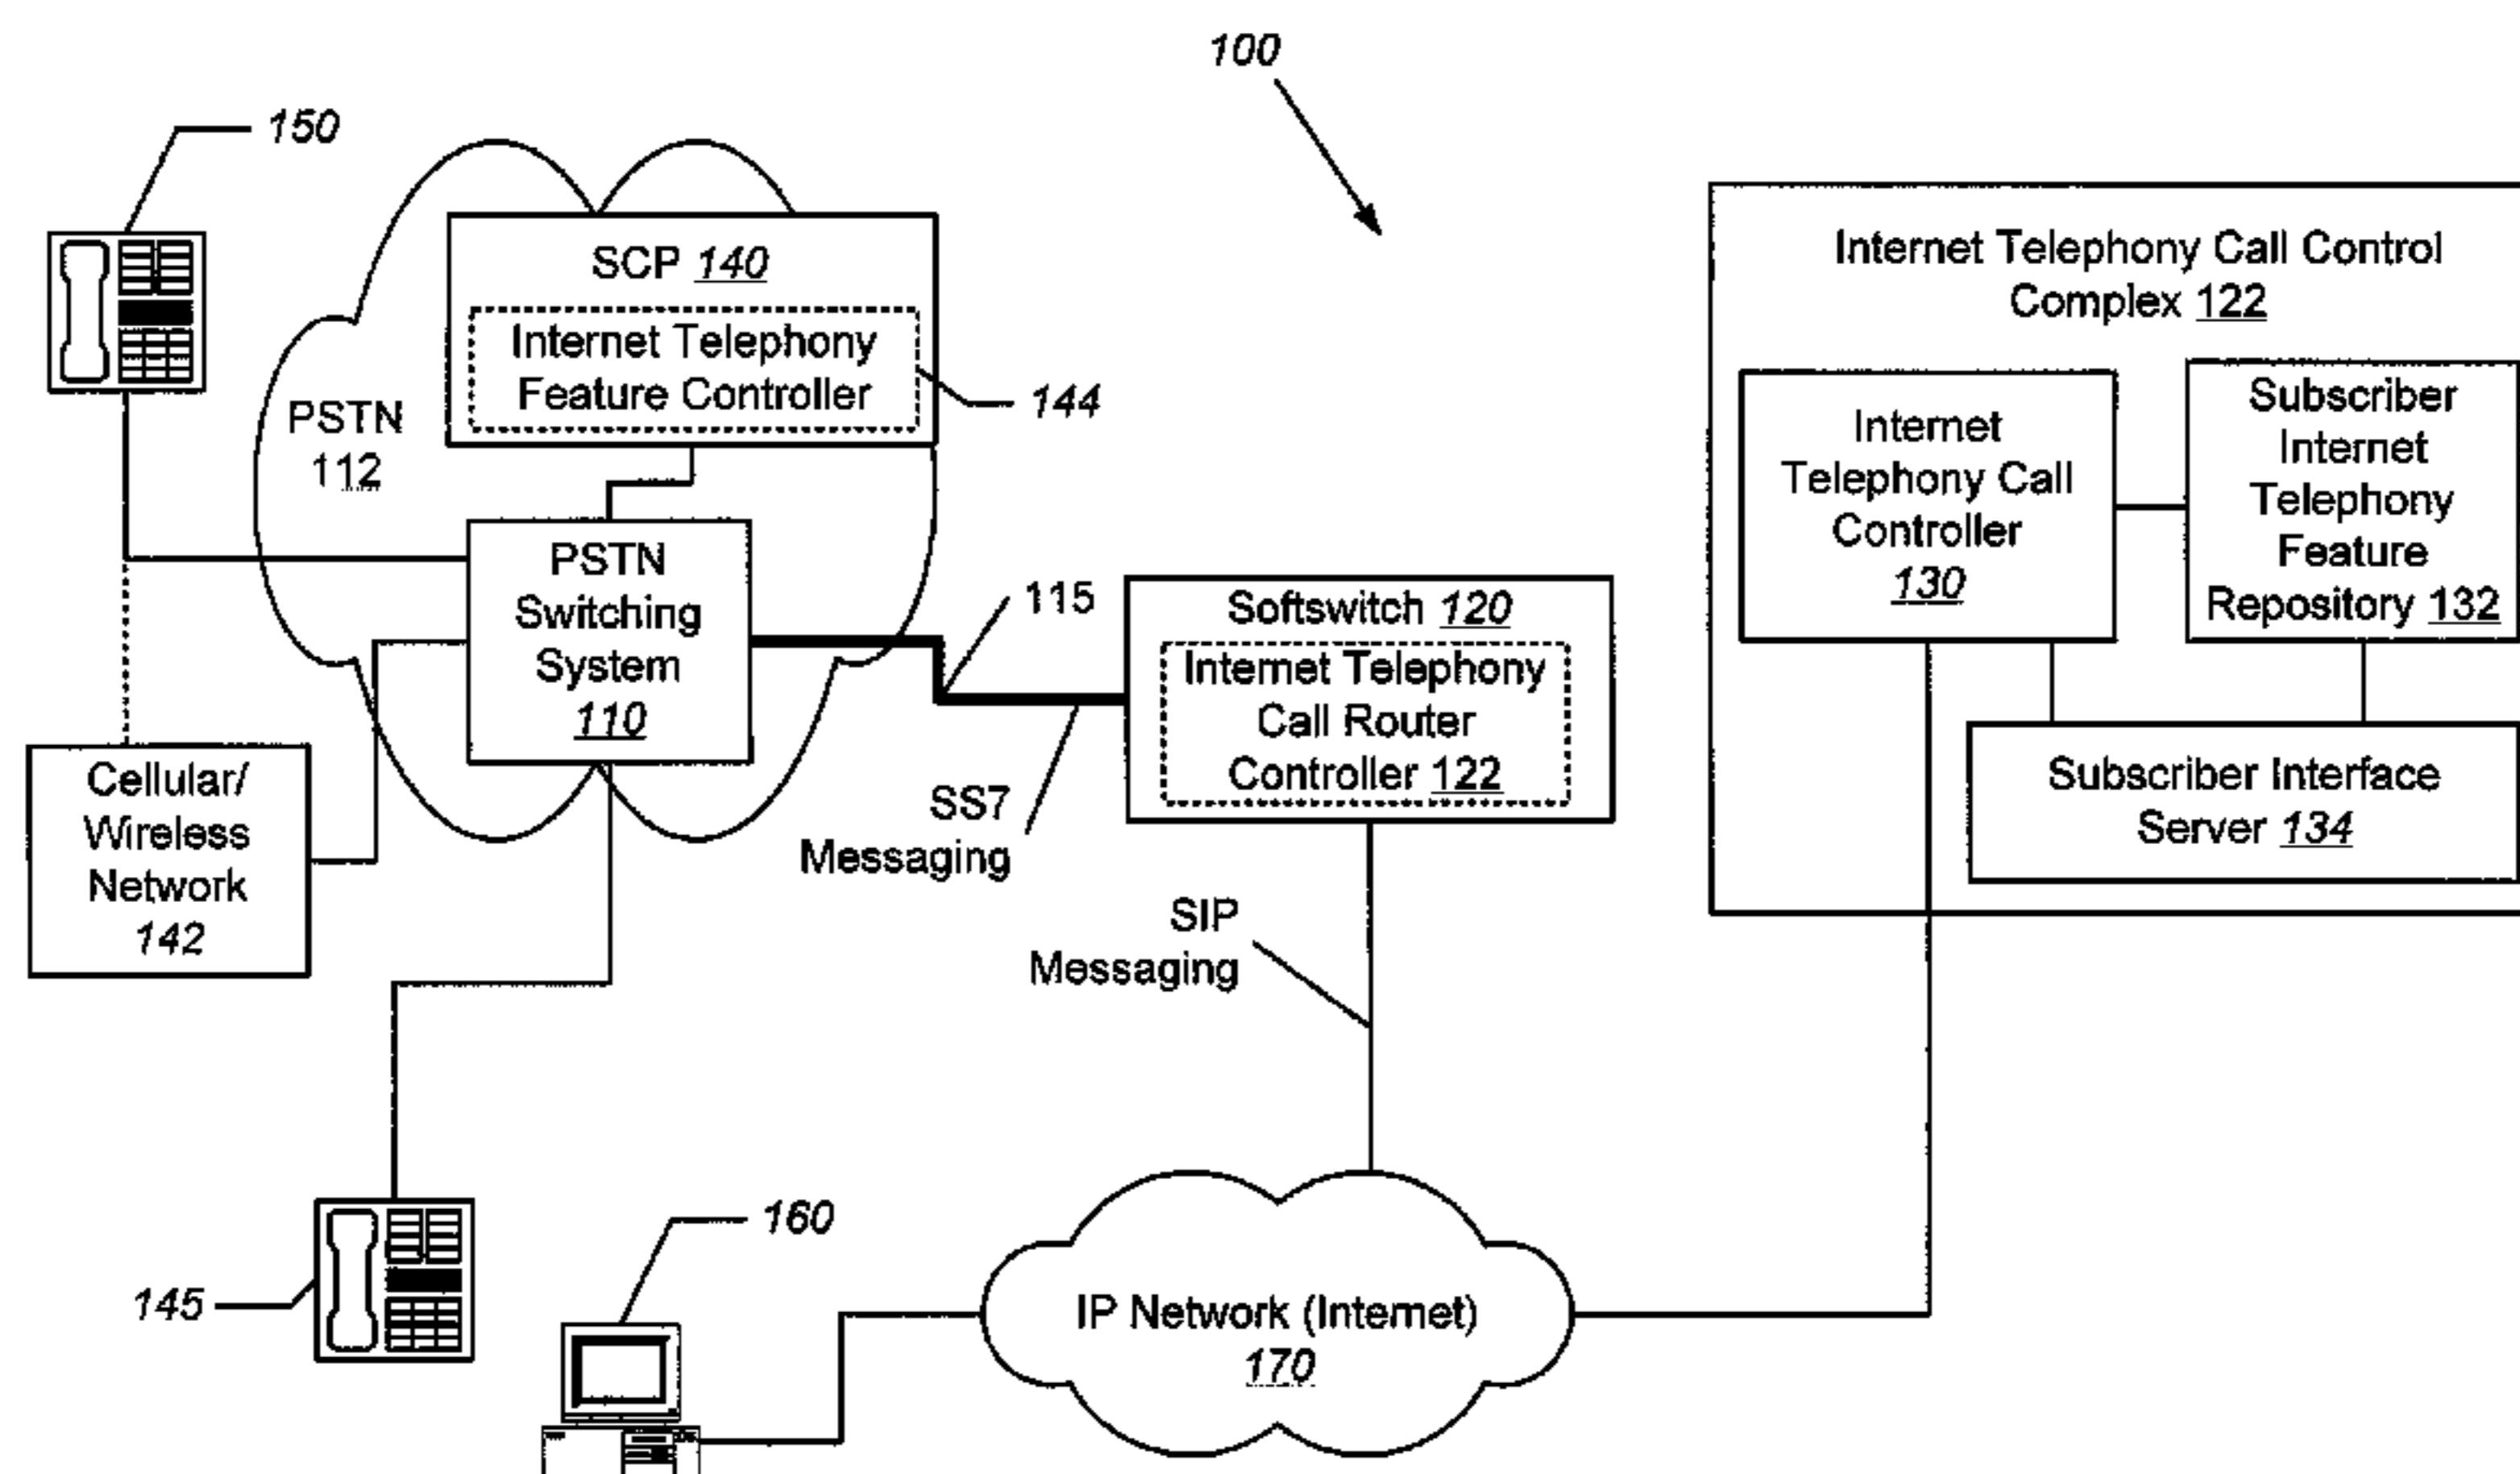 100
150
SCP 140
Internet Telephony
Feature Controller
144
PSTN
112
PSTN
Switching
System
110
115
SS7
Messaging
Cellular/
Wireless
Network
142
Softswitch 120
Internet Telephony
Call Router
Controller 122
SIP
Messaging
Internet Telephony Call Control
Complex 122
Internet
Telephony Call
Controller
130
Subscriber
Internet
Telephony
Feature
Repository 132
Subscriber Interface
Server 134
145
160
IP Network (Internet)
170